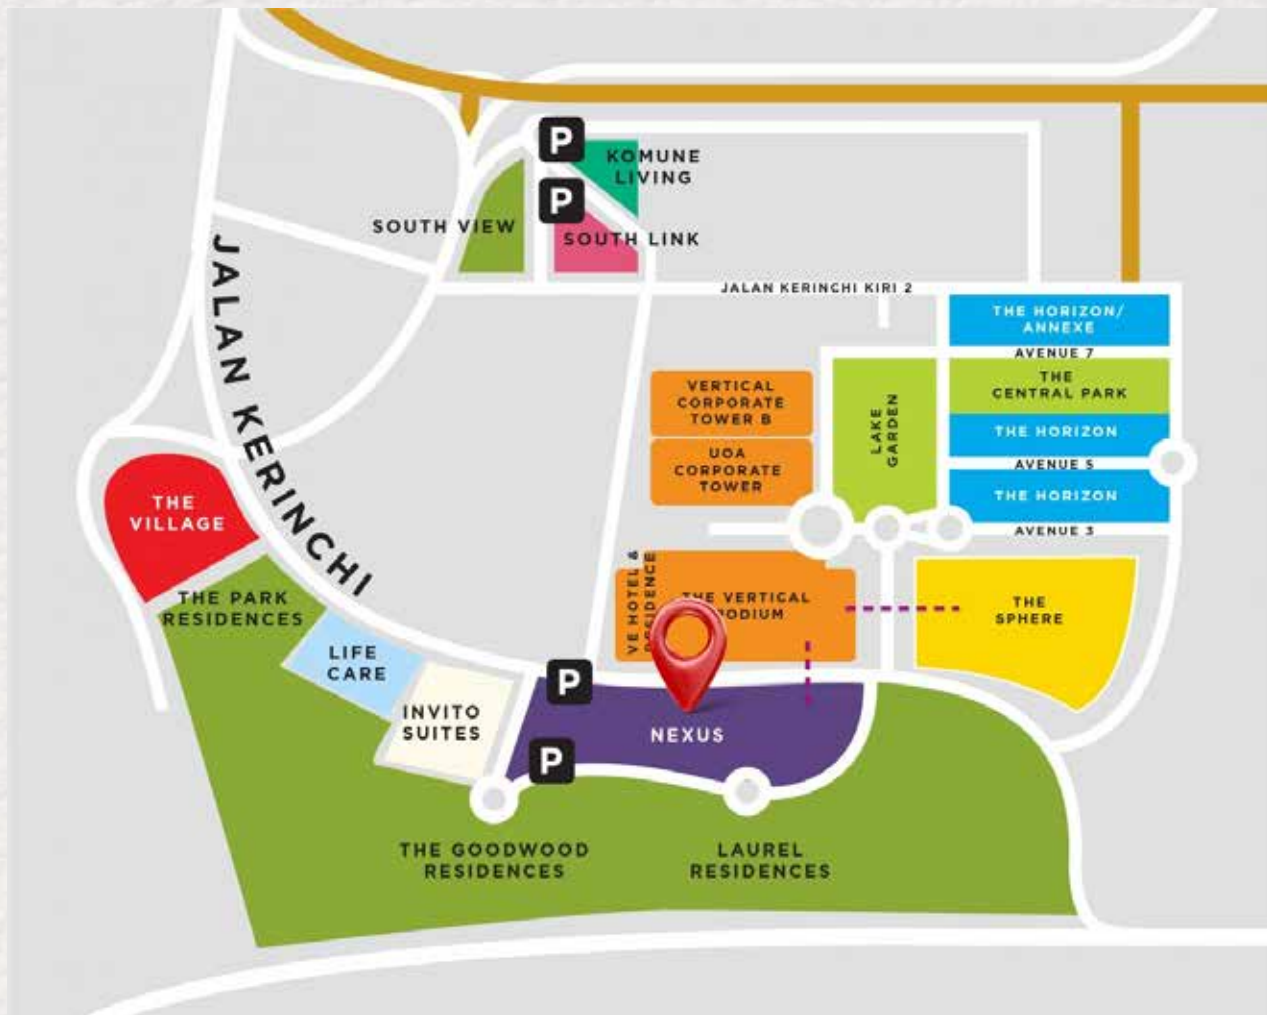 P
KOMUNE
LIVING
P
SOUTH VIEW
SOUTH LINK
JALAN KERINCHI KIRI 2
JALAN KERINCHI
THE HORIZON/
ANNEXE
AVENUE 7
THE
CENTRAL PARK
VERTICAL
CORPORATE
TOWER B
LAKE
GARDEN
THE HORIZON
UOA
CORPORATE
TOWER
AVENUE 5
THE HORIZON
AVENUE 3
THE
VILLAGE
VE HOTEL &
RESIDENCE
THE VERTICAL
PODIUM
THE
SPHERE
THE PARK
RESIDENCES
LIFE
CARE
P
INVITO
SUITES
NEXUS
P
THE GOODWOOD
RESIDENCES
LAUREL
RESIDENCES